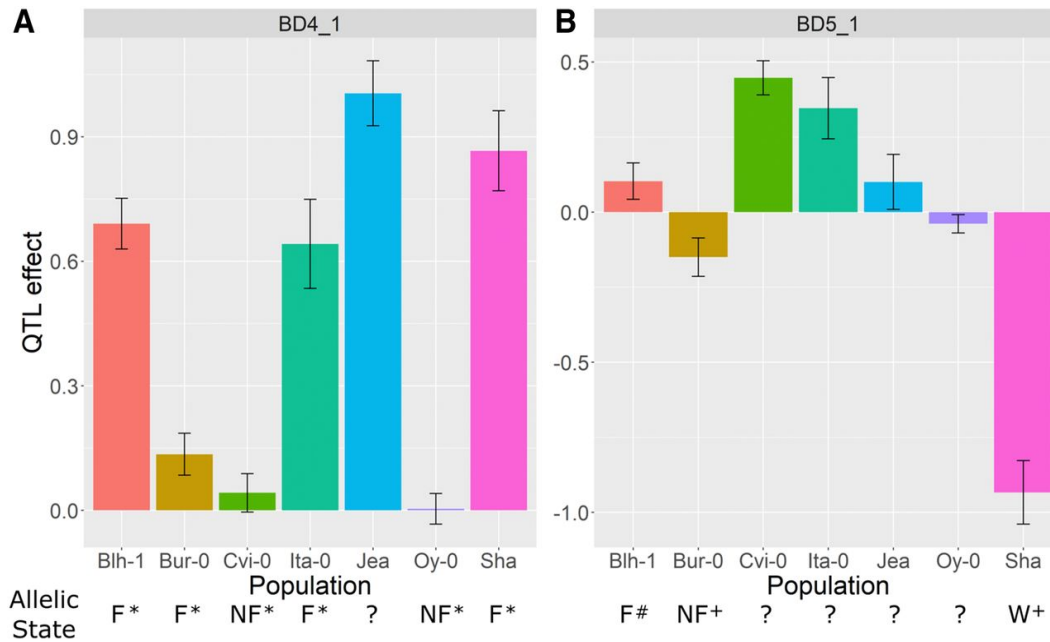 A
BD4_1
QTL effect
0.9
0.6
0.3
0.0
Blh-1 Bur-0 Cvi-0 Ita-0 Jea Oy-0 Sha
Population
Allelic State
F* F* NF* F* ? NF* F*
B
BD5_1
0.5
0.0
-0.5
-1.0
Blh-1 Bur-0 Cvi-0 Ita-0 Jea Oy-0 Sha
Population
F# NF+ ? ? ? ? W+